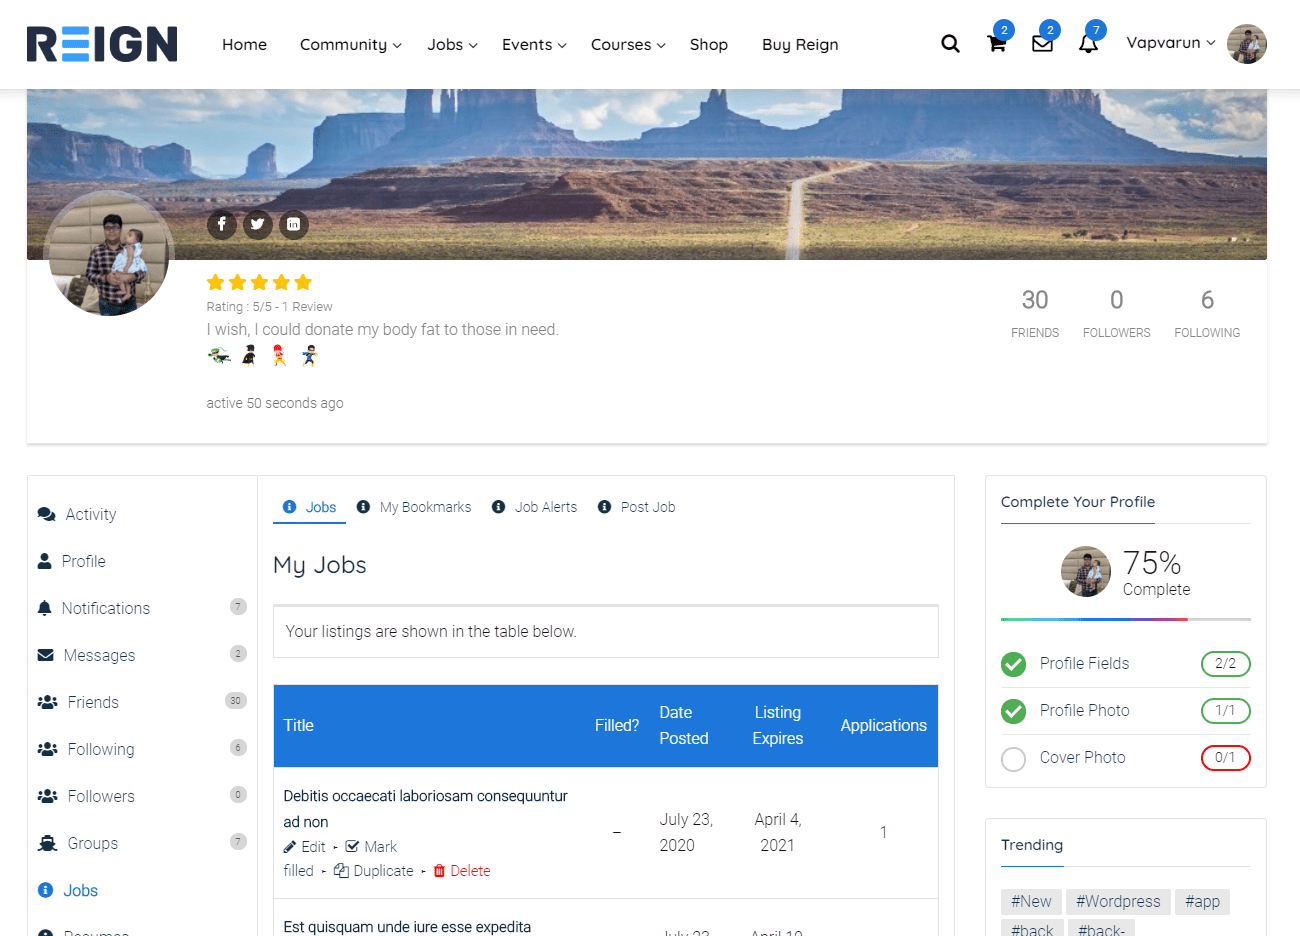 REIGN
Home Community Jobs Events Courses Shop Buy Reign
2 2 7
Vapvarun
Rating : 5/5 - 1 Review
I wish, I could donate my body fat to those in need.
active 50 seconds ago
30 0 6
FRIENDS FOLLOWERS FOLLOWING
Activity
Profile
Notifications 7
Messages 2
Friends 30
Following 6
Followers 0
Groups 7
Jobs
Resumes
Jobs My Bookmarks Job Alerts Post Job
My Jobs
Your listings are shown in the table below.
Title Filled? Date Posted Listing Expires Applications
Debitis occaecati laboriosam consequuntur
ad non
Edit - Mark
filled - Duplicate - Delete
–
July 23,
2020
April 4,
2021
1
Est quisquam unde iure esse expedita
July 23,
April 10,
Complete Your Profile
75%
Complete
Profile Fields 2/2
Profile Photo 1/1
Cover Photo 0/1
Trending
#New #Wordpress #app
#back #back-